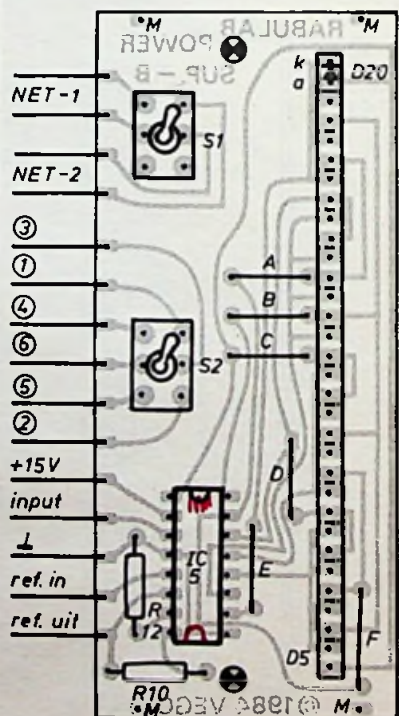 M M
RABULAB
POWER
SUP.-B
k
a D20
NET-1
S1
NET-2
③
①
④
⑥
⑤
②
A
B
C
S2
+15V
input
⊥
ref. in
ref. uit
D
IC
5
E
R
12
D5
F
R10
M M
©1984 VEGO